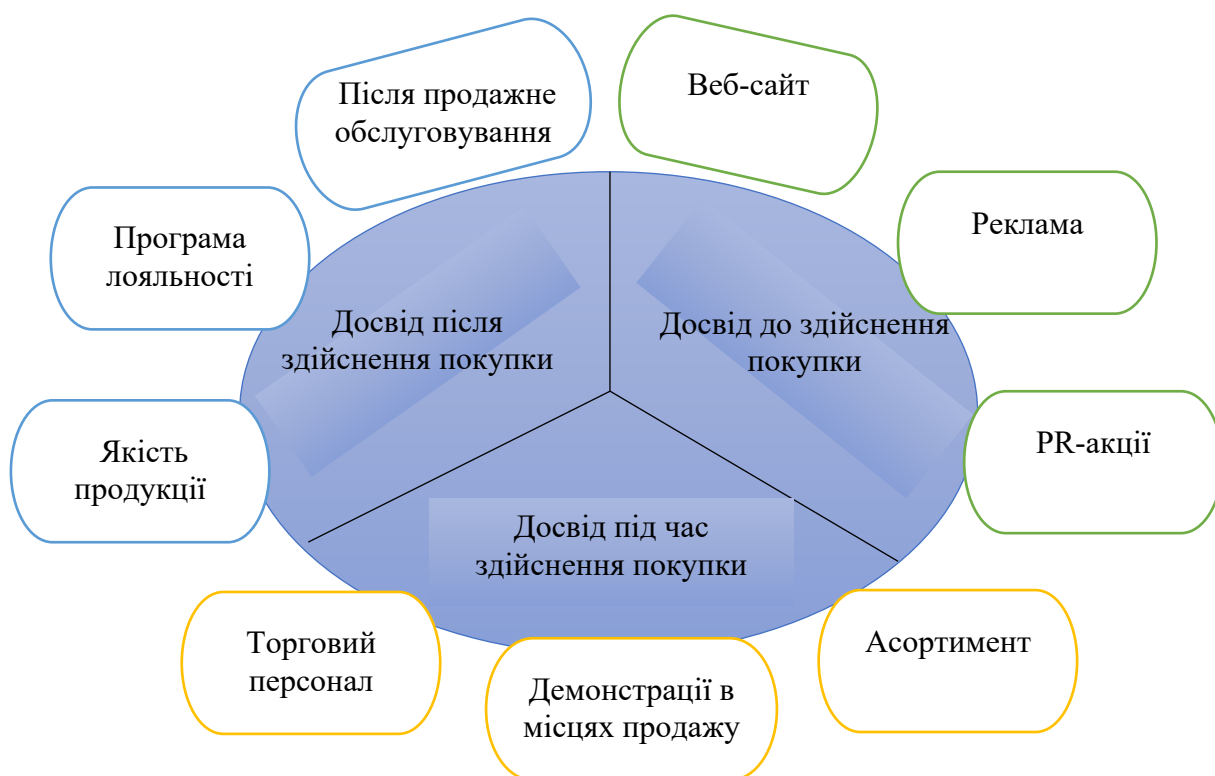 Після продажне
обслуговування
Веб-сайт
Програма
лояльності
Реклама
Досвід після
здійснення покупки
Досвід до здійснення
покупки
Якість
продукції
PR-акції
Досвід під час
здійснення покупки
Торговий
персонал
Демонстрації в
місцях продажу
Асортимент